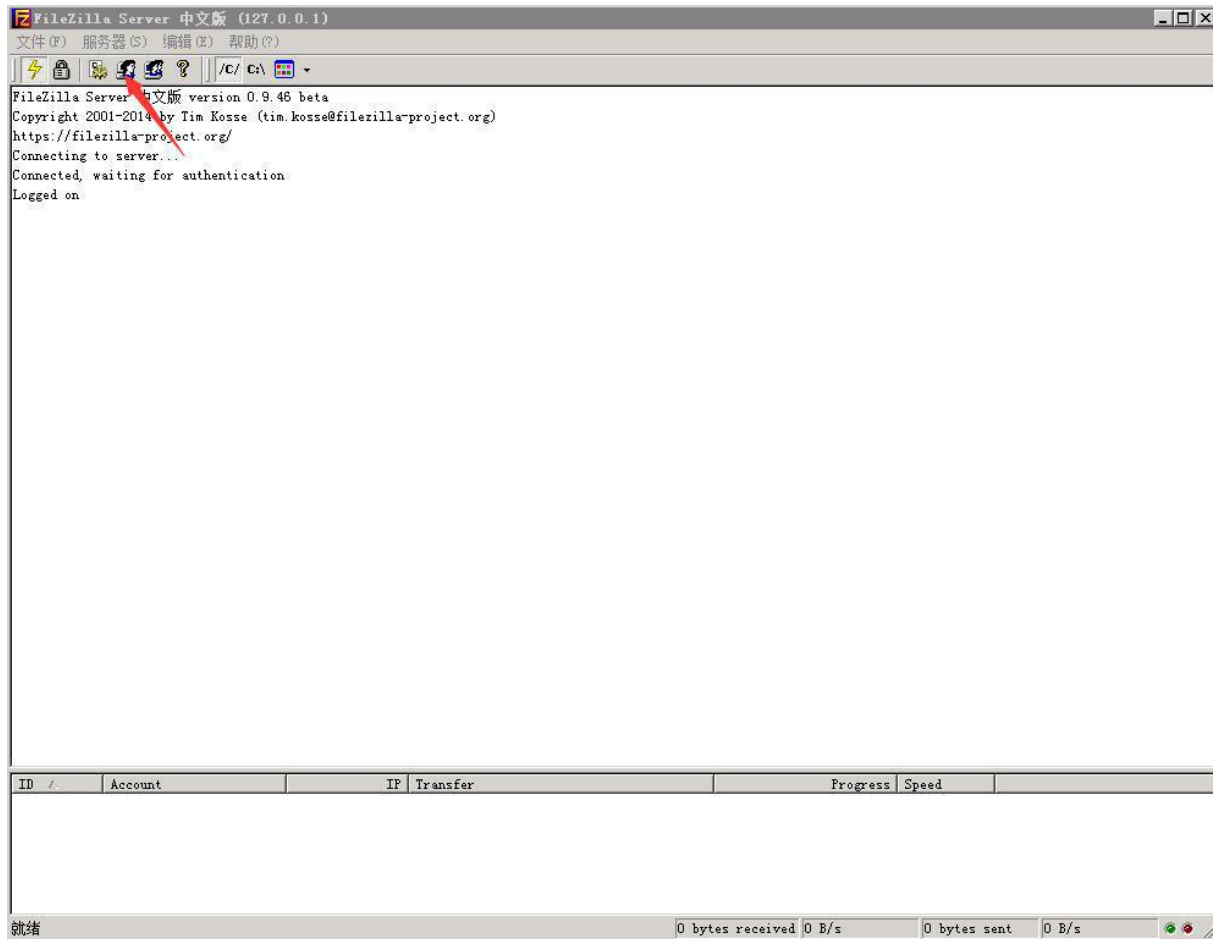 FileZilla Server 中文版 (127.0.0.1)
文件(F) 服务器(S) 编辑(E) 帮助(?)
/C/ C:\
FileZilla Server 中文版 version 0.9.46 beta
Copyright 2001-2014 by Tim Kosse (tim.kosse@filezilla-project.org)
https://filezilla-project.org/
Connecting to server...
Connected, waiting for authentication
Logged on
ID / Account IP Transfer Progress Speed
就绪 0 bytes received 0 B/s 0 bytes sent 0 B/s